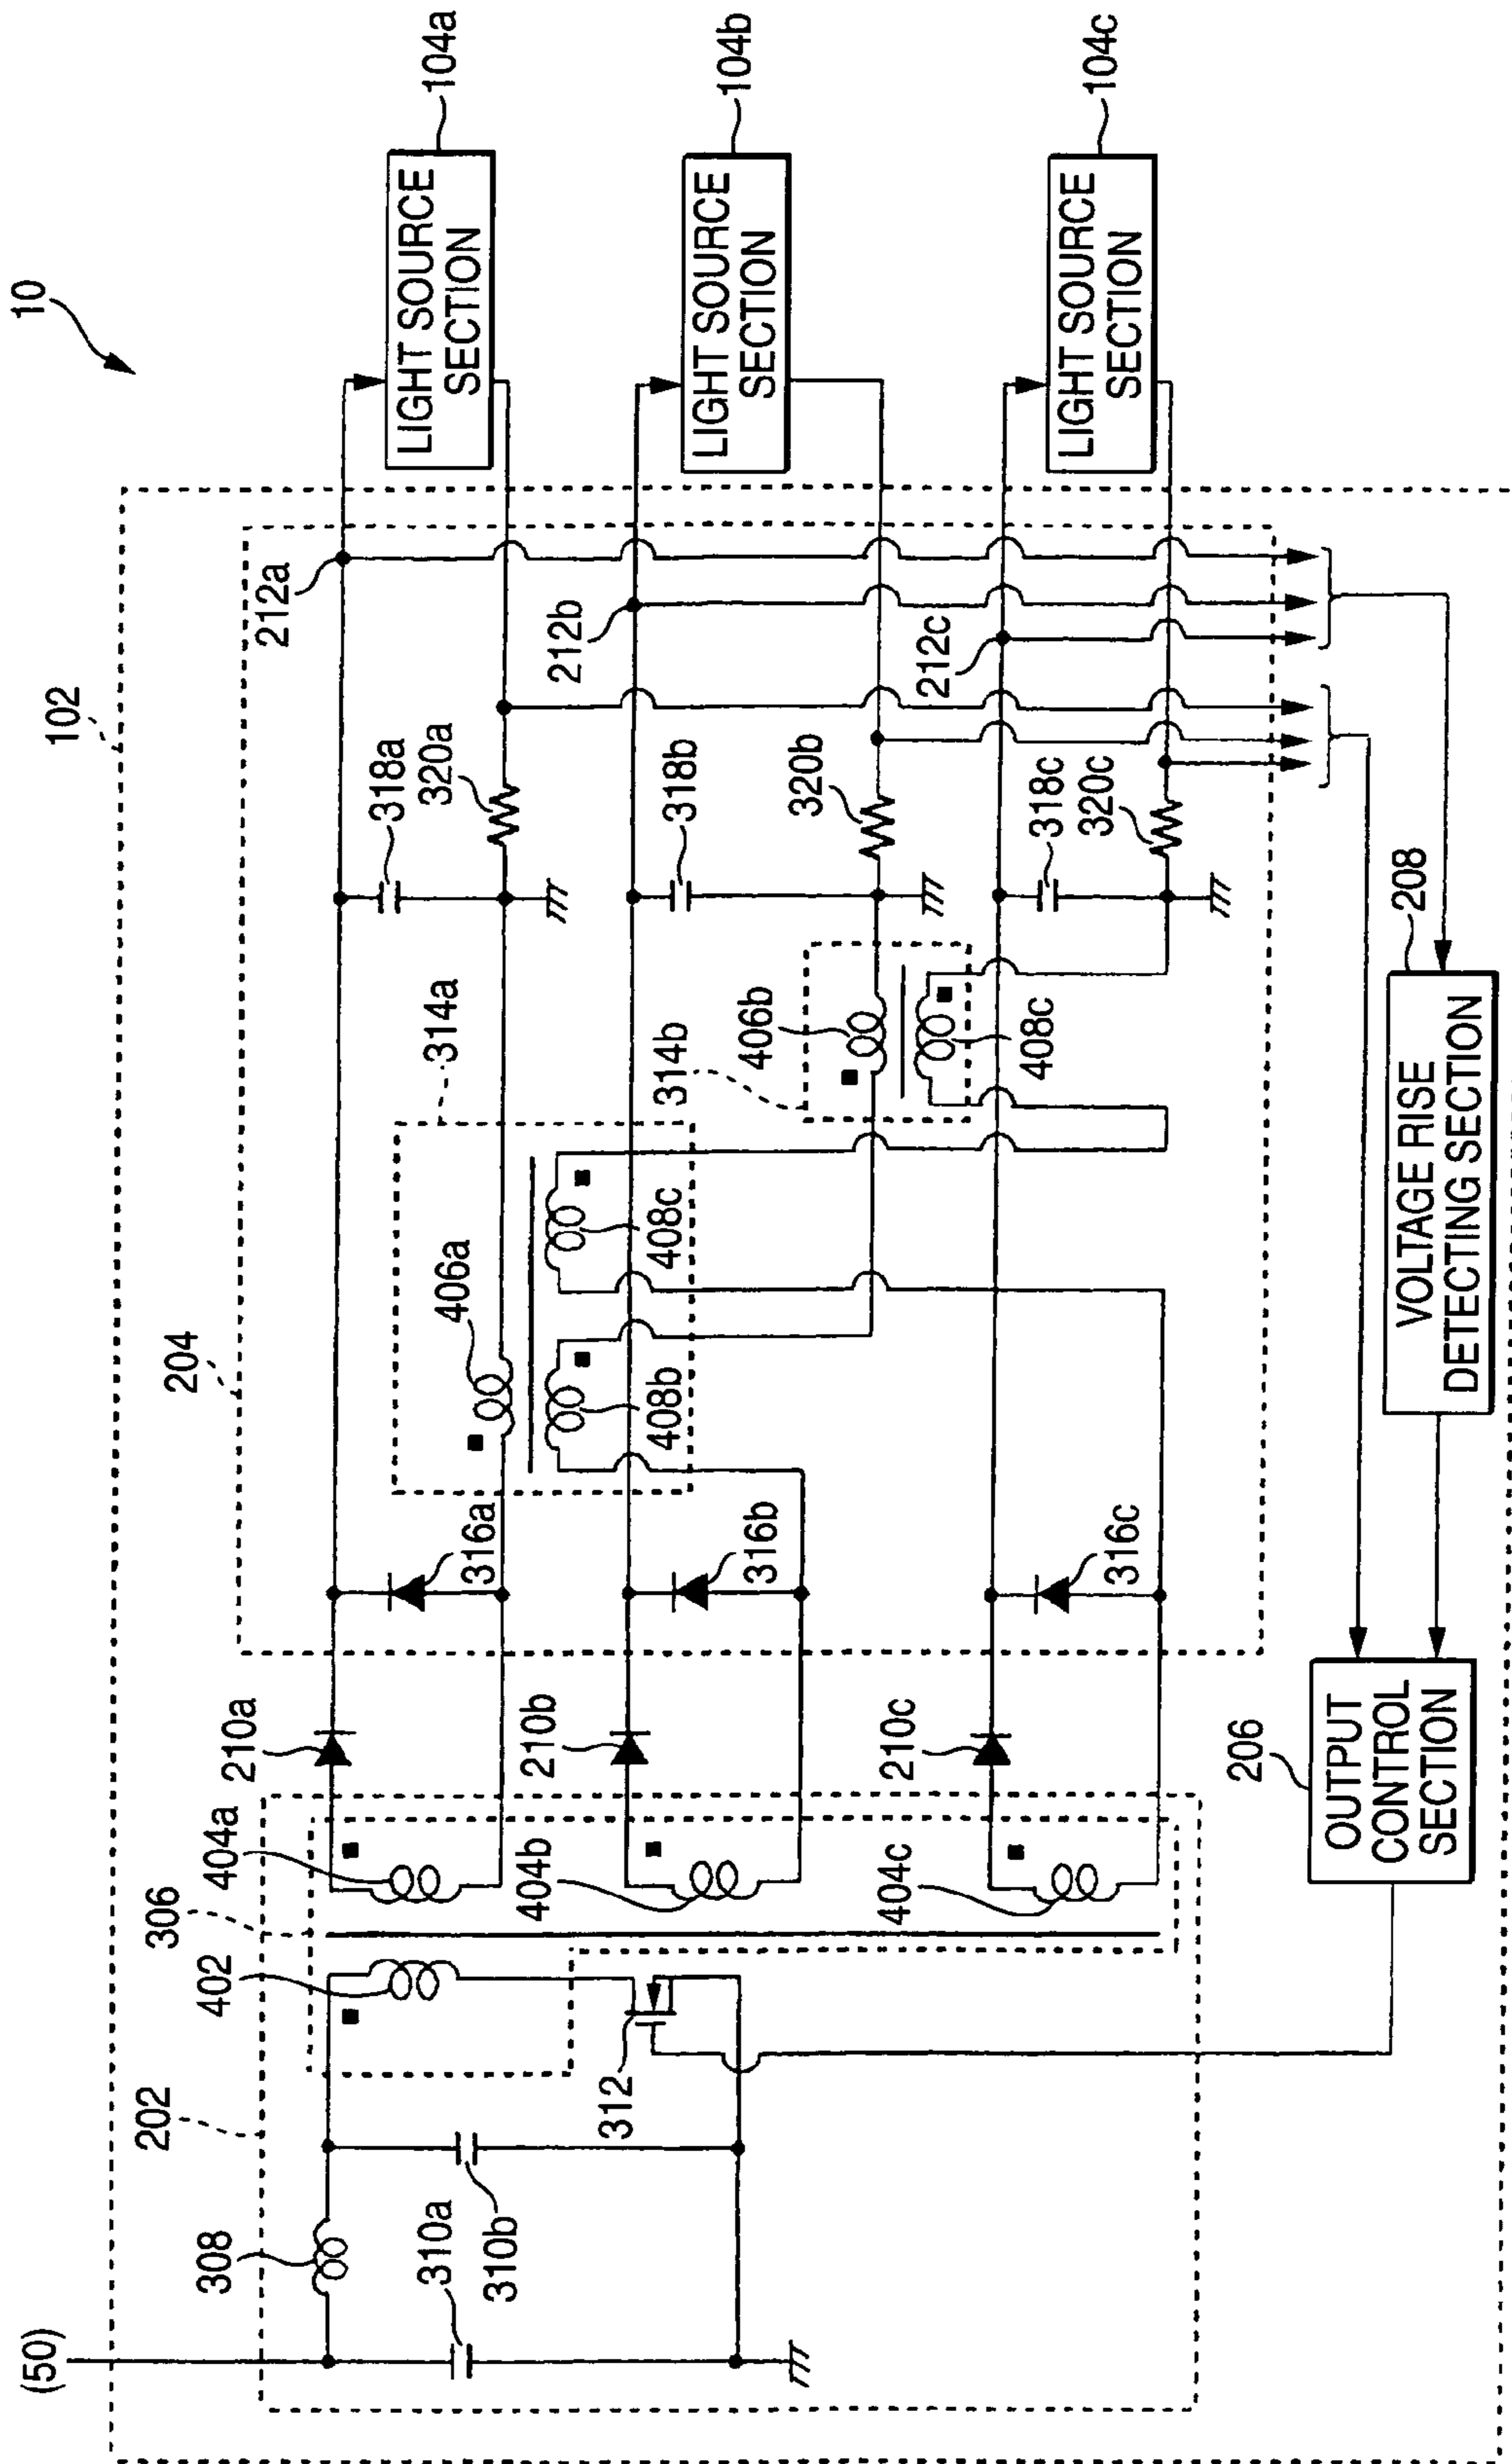 10
102
204
202
(50)
308
310a
310b
402
306
312
404a
404b
404c
210a
210b
210c
316a
316b
316c
406a
408b
408c
314a
314b
406b
408c
318a
320a
318b
320b
318c
320c
212a
212b
212c
LIGHT SOURCE
SECTION
104a
LIGHT SOURCE
SECTION
104b
LIGHT SOURCE
SECTION
104c
206
OUTPUT
CONTROL
SECTION
208
VOLTAGE RISE
DETECTING SECTION